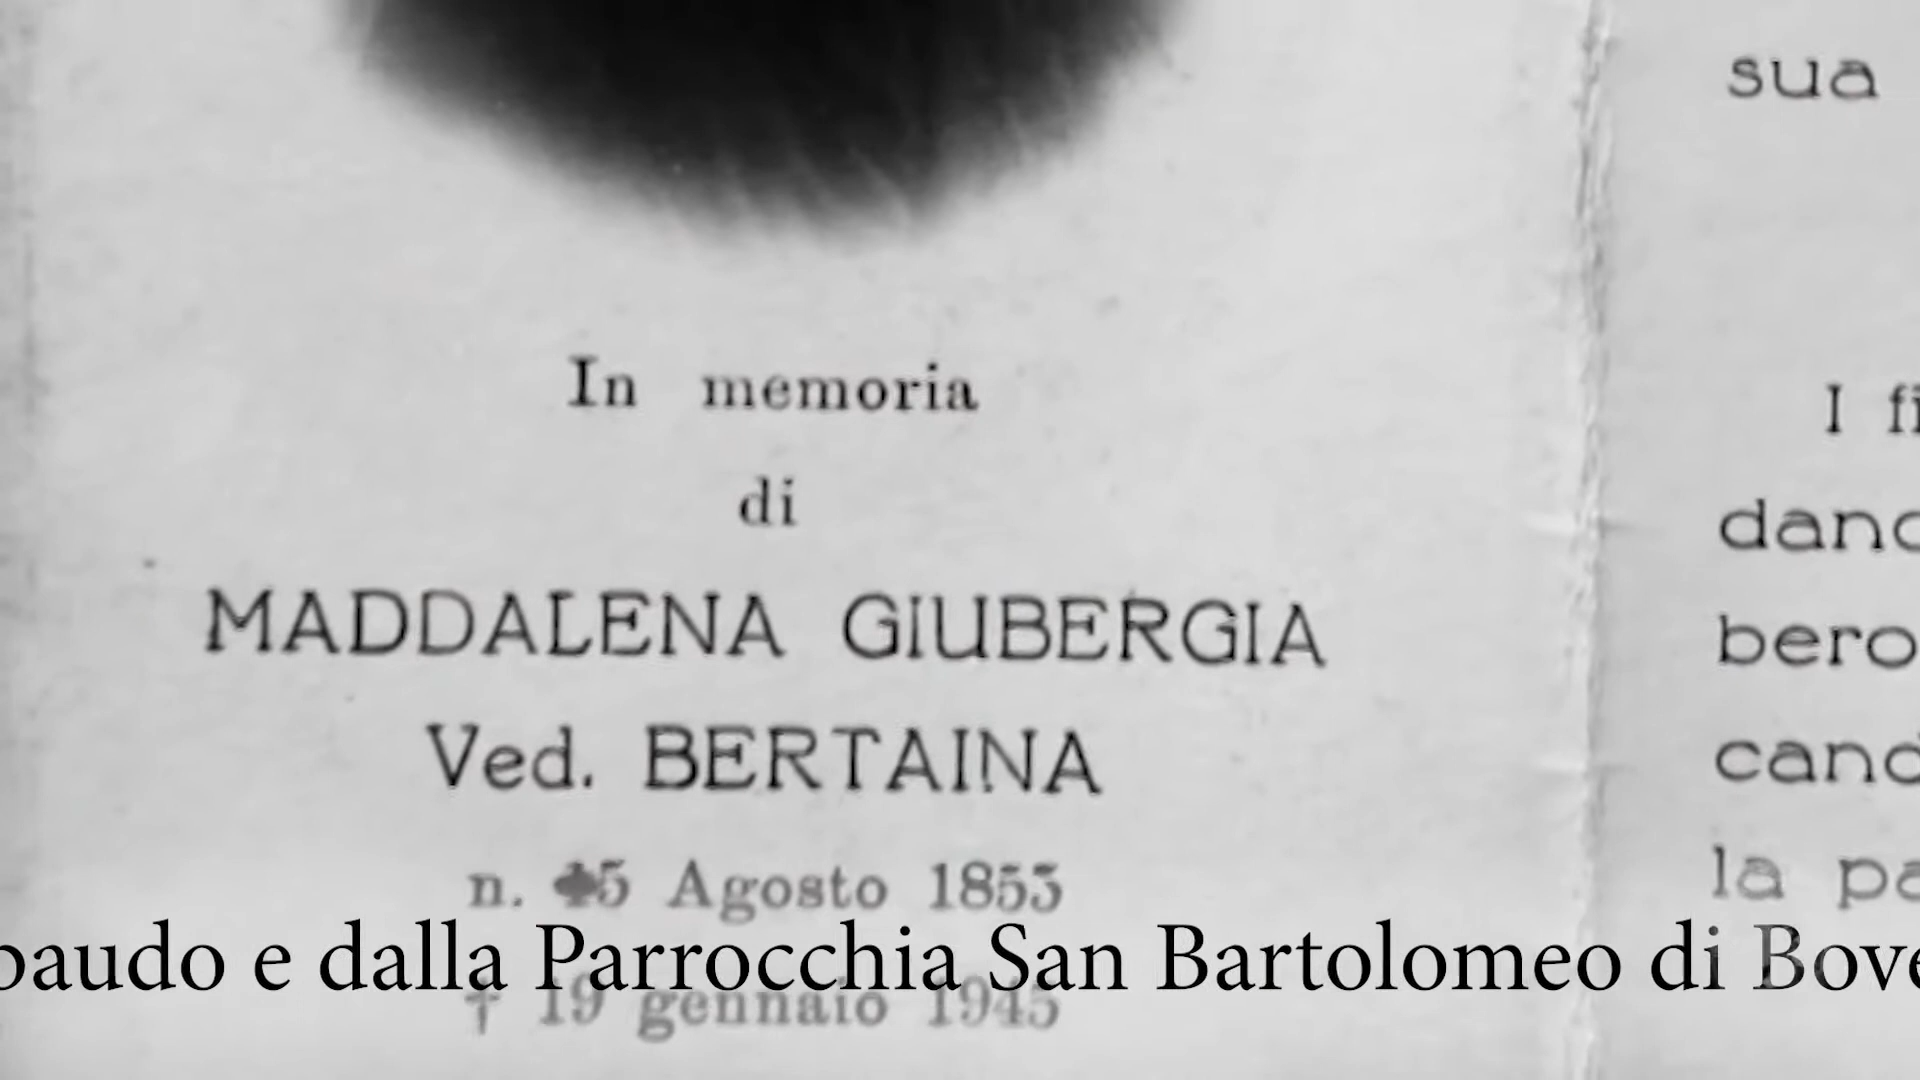 In memoria
di
MADDALENA GIUBERGIA
Ved. BERTAINA
n. 5 Agosto 1853
† 19 gennaio 1945
sua
I fi
danc
bero
canc
la pa
baudo e dalla Parrocchia San Bartolomeo di Bove